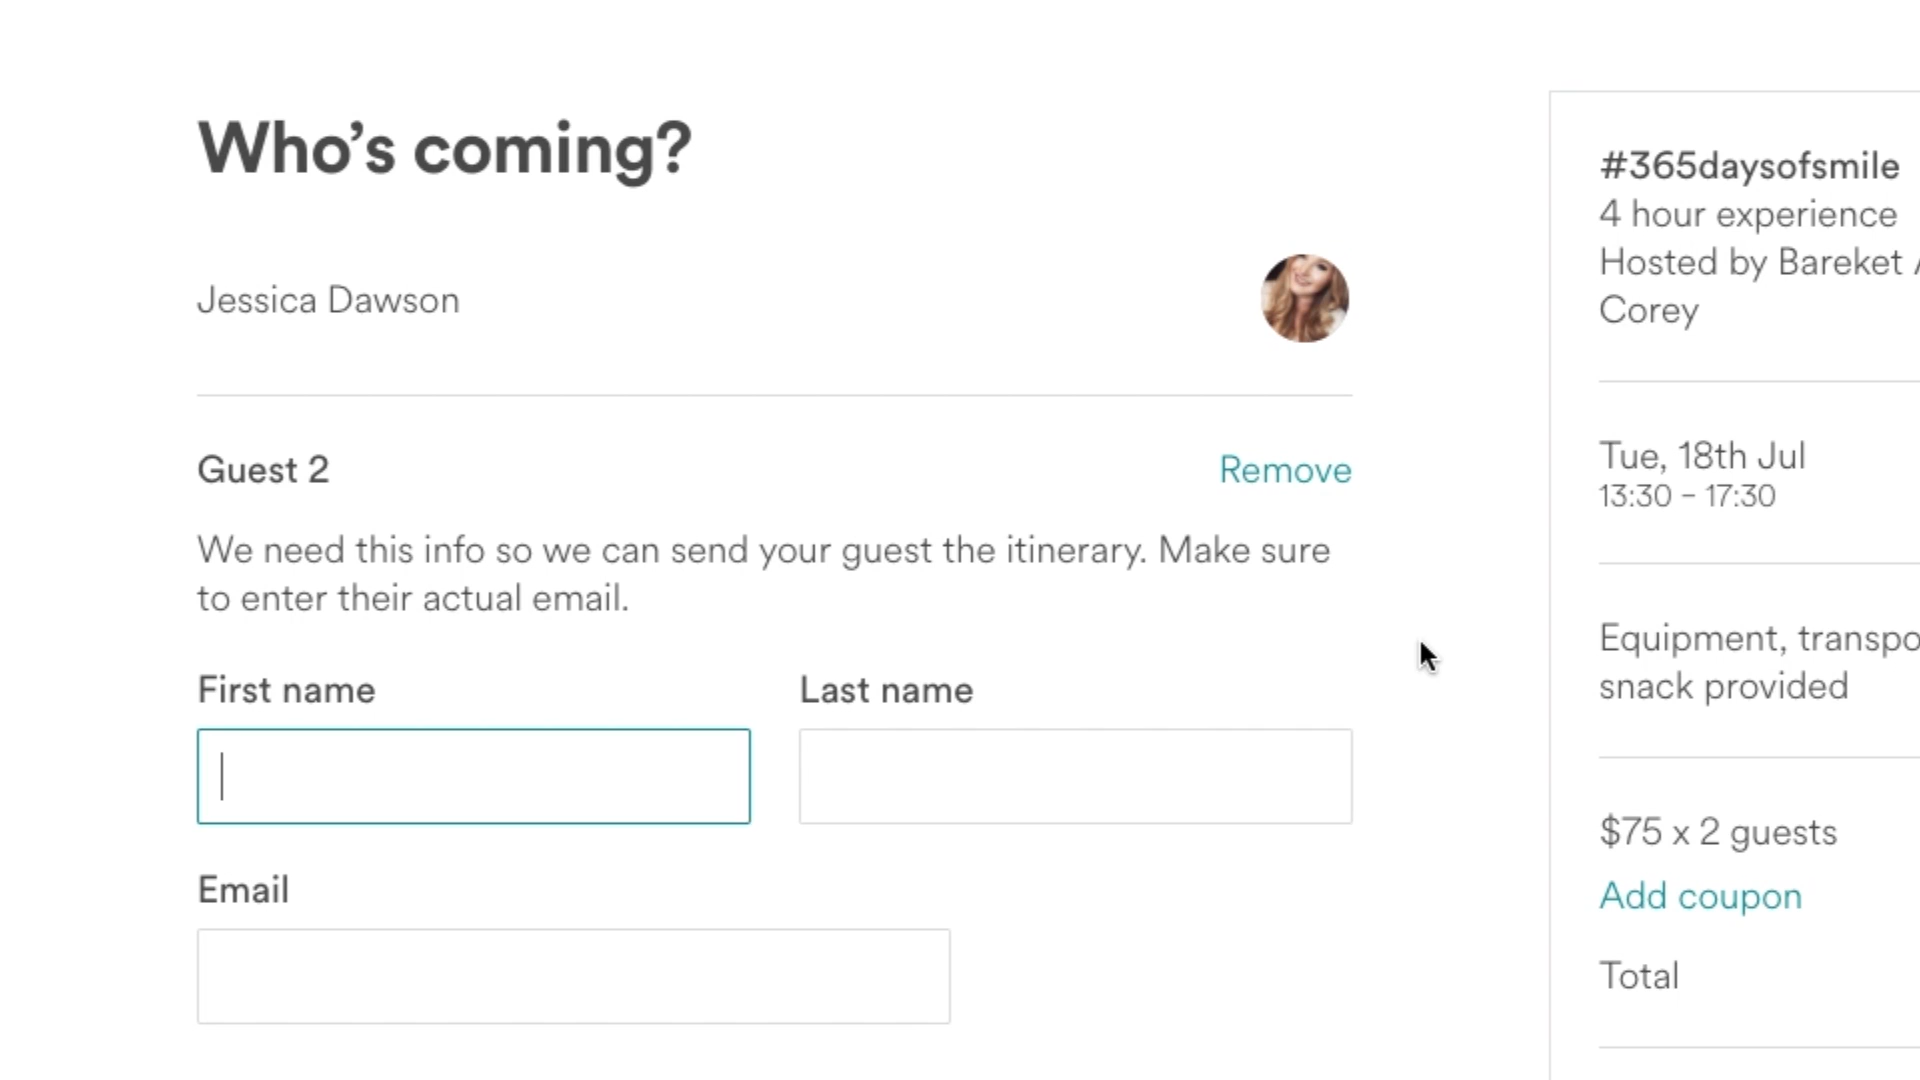 Who's coming?
Jessica Dawson
Guest 2
Remove
We need this info so we can send your guest the itinerary. Make sure
to enter their actual email.
First name
Last name
Email
#365daysofsmile
4 hour experience
Hosted by Bareket
Corey
Tue, 18th Jul
13:30 – 17:30
Equipment,
snack provided
$75 x 2 guests
Add coupon
Total